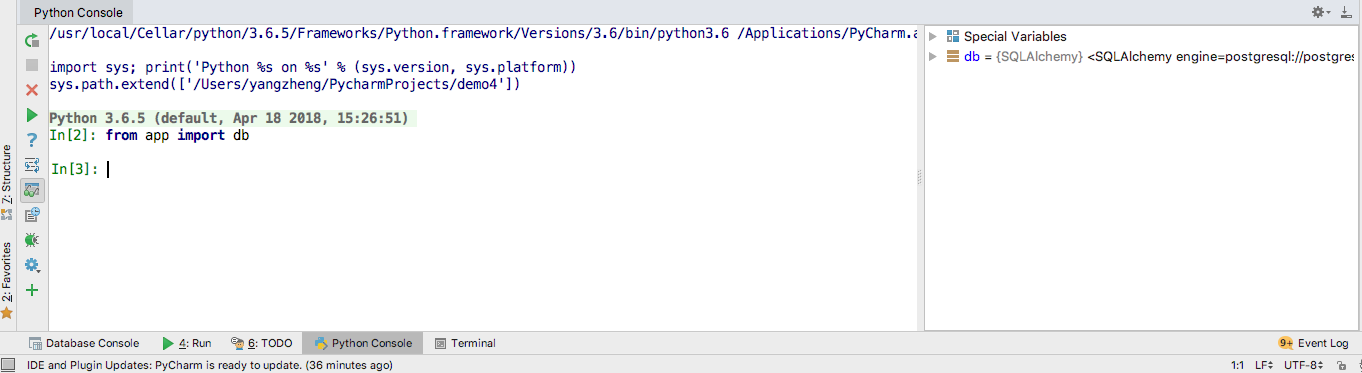 Python Console
/usr/local/Cellar/python/3.6.5/Frameworks/Python.framework/Versions/3.6/bin/python3.6 /Applications/PyCharm.a
import sys; print('Python %s on %s' % (sys.version, sys.platform))
sys.path.extend(['/Users/yangzheng/PycharmProjects/demo4'])
Python 3.6.5 (default, Apr 18 2018, 15:26:51)
In[2]: from app import db
In[3]:
Special Variables
db = {SQLAlchemy} <SQLAlchemy engine=postgresql://postgres
7: Structure
2: Favorites
Database Console
4: Run
6: TODO
Python Console
Terminal
9+ Event Log
IDE and Plugin Updates: PyCharm is ready to update. (36 minutes ago)
1:1 LF UTF-8